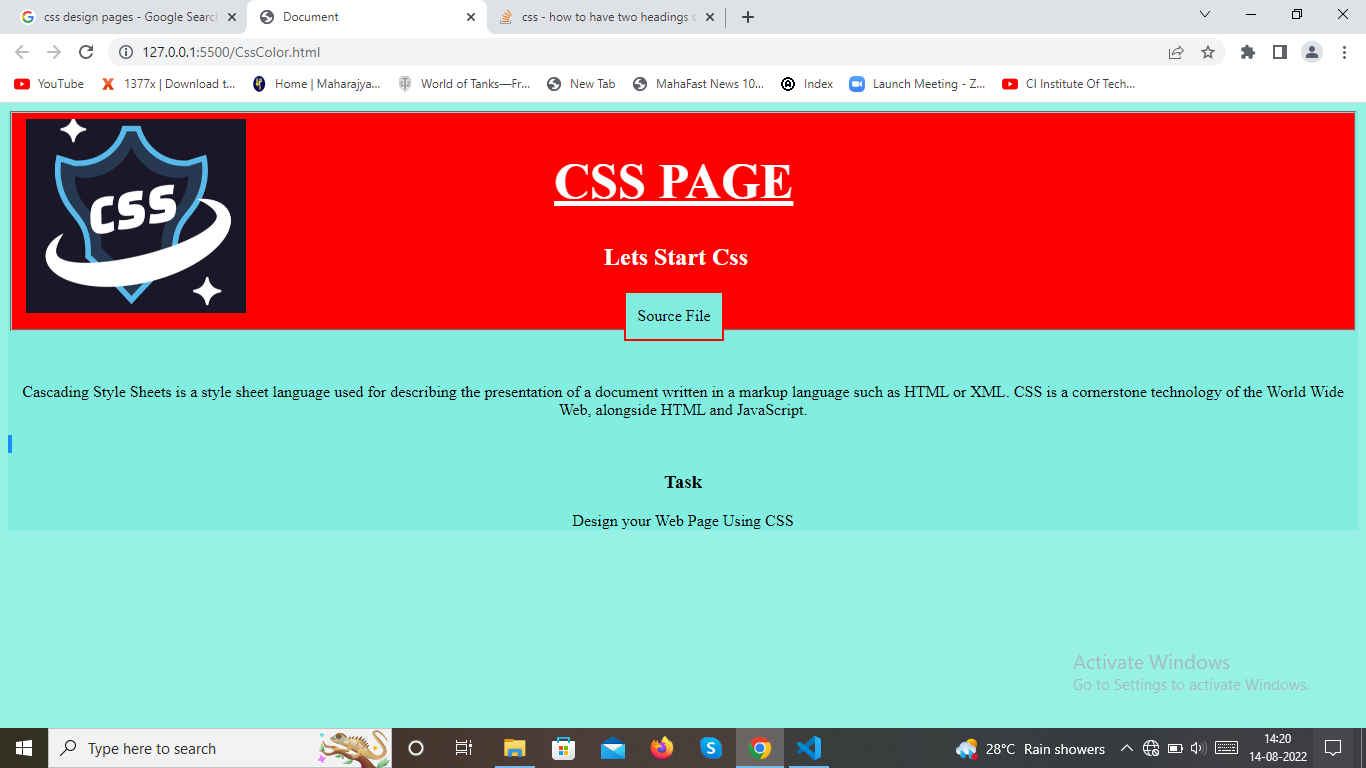 css design pages - Google Searc
Document
css - how to have two headings c
127.0.0.1:5500/CssColor.html
YouTube
1377x | Download t...
Home | Maharajya...
World of Tanks—Fr...
New Tab
MahaFast News 10...
Index
Launch Meeting - Z...
CI Institute Of Tech...
CSS
CSS PAGE
Lets Start Css
Source File
Cascading Style Sheets is a style sheet language used for describing the presentation of a document written in a markup language such as HTML or XML. CSS is a cornerstone technology of the World Wide
Web, alongside HTML and JavaScript.
Task
Design your Web Page Using CSS
Activate Windows
Go to Settings to activate Windows.
Type here to search
28°C Rain showers
14:20
14-08-2022